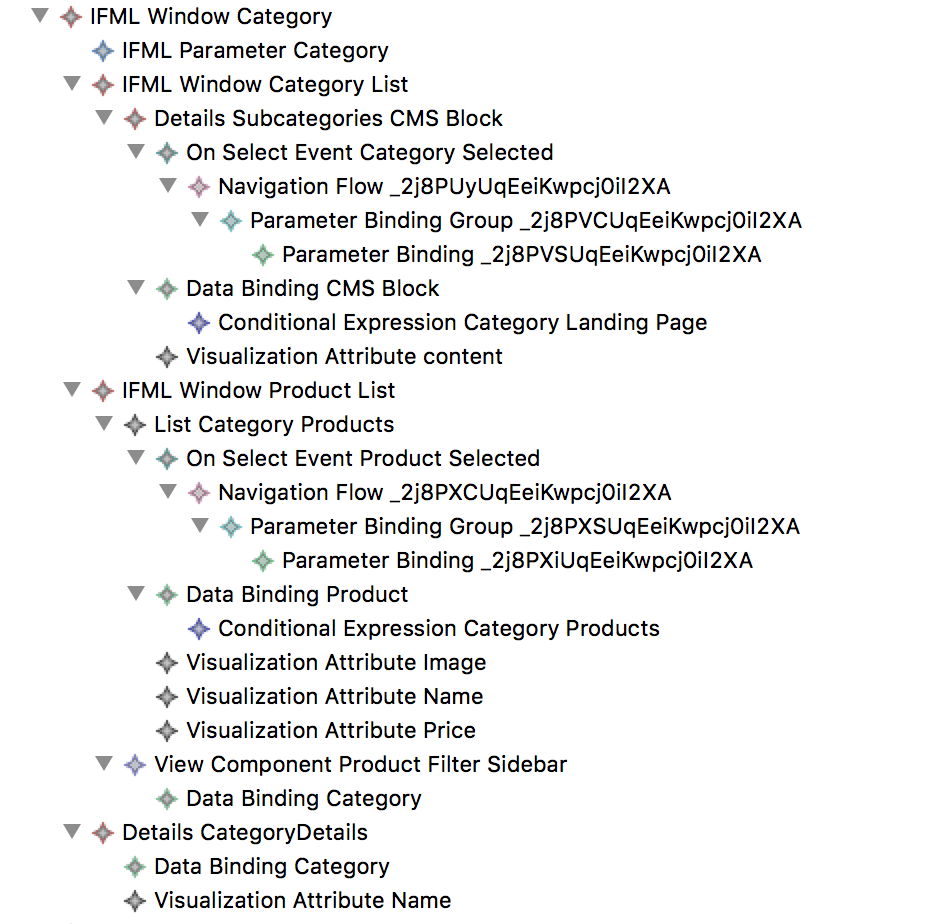 IFML Window Category
IFML Parameter Category
IFML Window Category List
Details Subcategories CMS Block
On Select Event Category Selected
Navigation Flow _2j8PUyUqEeiKwpcj0iI2XA
Parameter Binding Group _2j8PVCUqEeiKwpcj0iI2XA
Parameter Binding _2j8PVSUqEeiKwpcj0iI2XA
Data Binding CMS Block
Conditional Expression Category Landing Page
Visualization Attribute content
IFML Window Product List
List Category Products
On Select Event Product Selected
Navigation Flow _2j8PXCUqEeiKwpcj0iI2XA
Parameter Binding Group _2j8PXSUqEeiKwpcj0iI2XA
Parameter Binding _2j8PXiUqEeiKwpcj0iI2XA
Data Binding Product
Conditional Expression Category Products
Visualization Attribute Image
Visualization Attribute Name
Visualization Attribute Price
View Component Product Filter Sidebar
Data Binding Category
Details CategoryDetails
Data Binding Category
Visualization Attribute Name